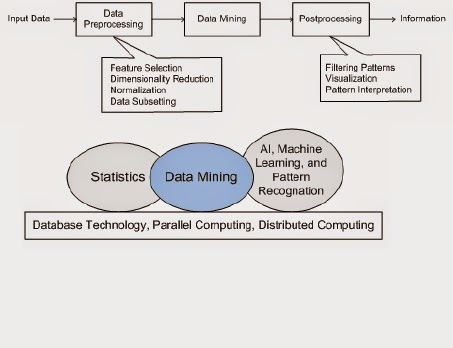 Input Data
Data
Preprocessing
Data Mining
Postprocessing
Information
Feature Selection
Dimensionality Reduction
Normalization
Data Subsetting
Filtering Patterns
Visualization
Pattern Interpretation
Statistics
Data Mining
AI, Machine
Learning, and
Pattern
Recognation
Database Technology, Parallel Computing, Distributed Computing